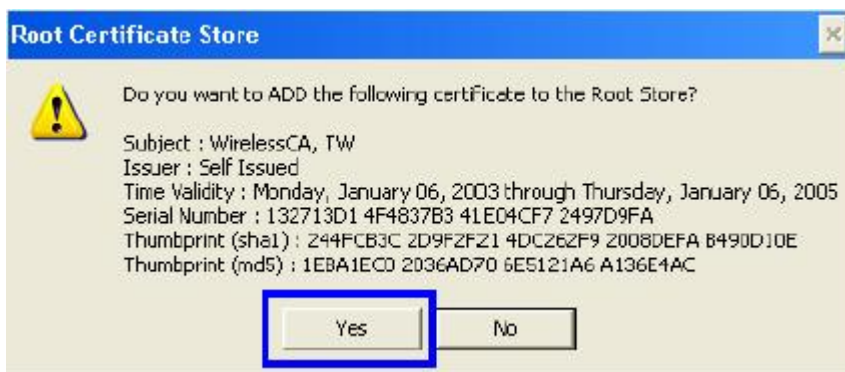 Root Certificate Store
Do you want to ADD the following certificate to the Root Store?
Subject : WirelessCA, TW
Issuer : Self Issued
Time Validity : Monday, January 06, 2003 through Thursday, January 06, 2005
Serial Number : 132713D1 4F4837B3 41E04CF7 2497D9FA
Thumbprint (sha1) : 244FCB3C 2D9F2F21 4DC262F9 2008DEFA
Thumbprint (md5) : 1EBA1EC0 2036AD70 6E5121A6 A136E4AC
Yes No